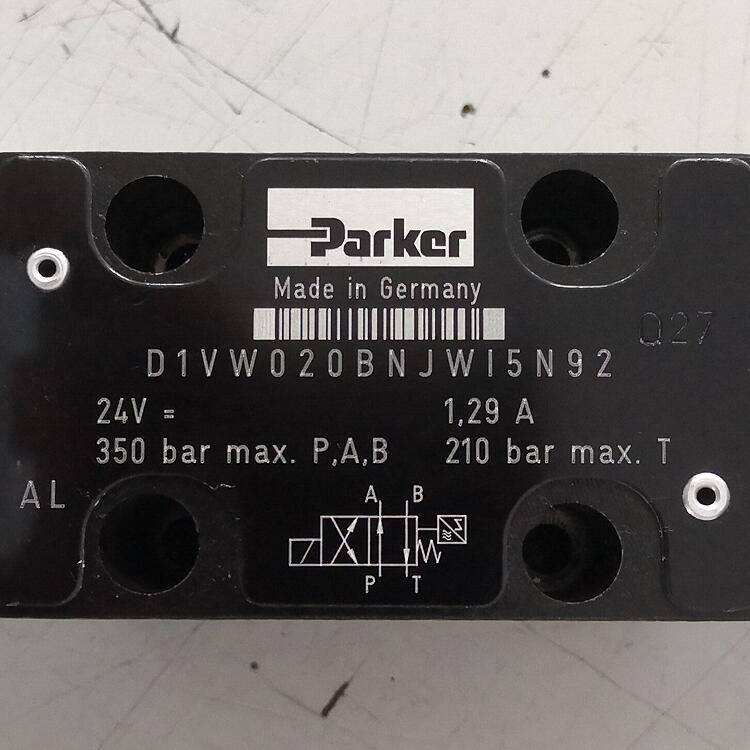 Parker
Made in Germany
Q27
D1VW020BNJWI5N92
24V = 1,29 A
350 bar max. P,A,B 210 bar max. T
AL
A B
P T